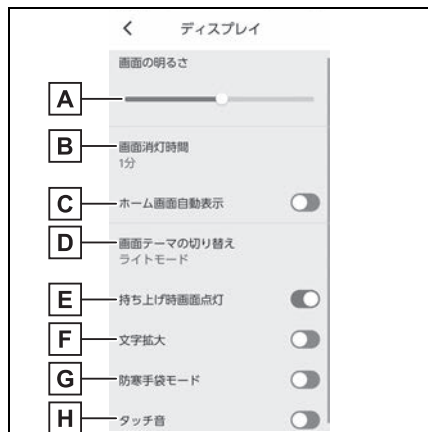 ディスプレイ
画面の明るさ
A
B
画面消灯時間
1分
C
ホーム画面自動表示
D
画面テーマの切り替え
ライトモード
E
持ち上げ時画面点灯
F
文字拡大
G
防寒手袋モード
H
タッチ音